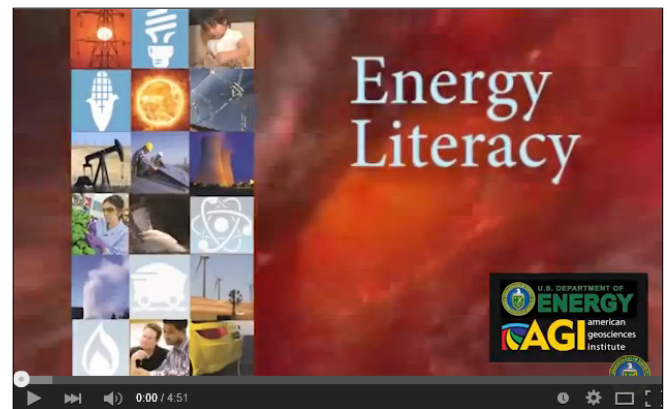 Energy
Literacy
U.S. DEPARTMENT OF
ENERGY
AGI
american
geosciences
institute
0:00 / 4:51